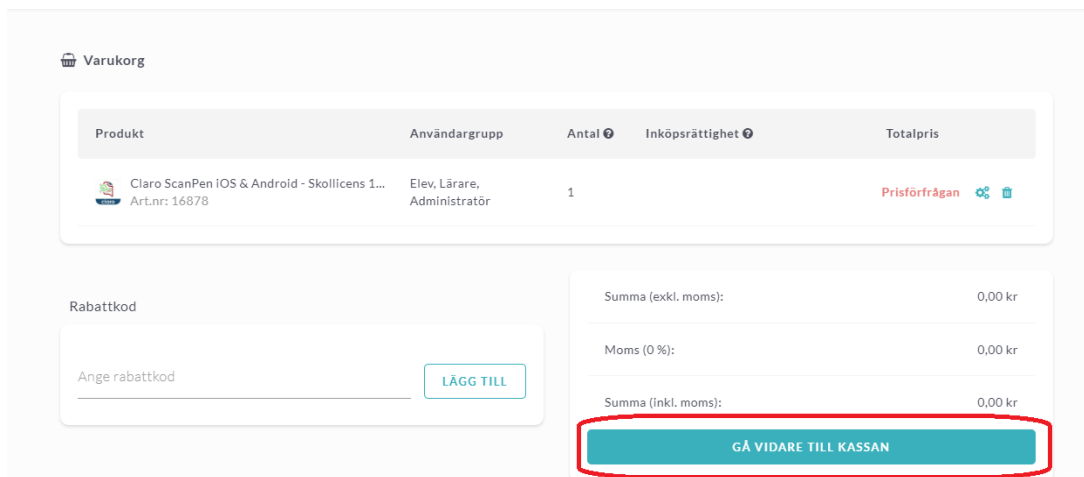 Varukorg
Produkt Användargrupp Antal Inköpsrättighet Totalpris
Claro ScanPen iOS & Android - Skollicens 1... Elev, Lärare,
Art.nr: 16878 Administratör 1 Prisförfrågan
Rabattkod
Ange rabattkod LÄGG TILL
Summa (exkl. moms): 0,00 kr
Moms (0 %): 0,00 kr
Summa (inkl. moms): 0,00 kr
GÅ VIDARE TILL KASSAN